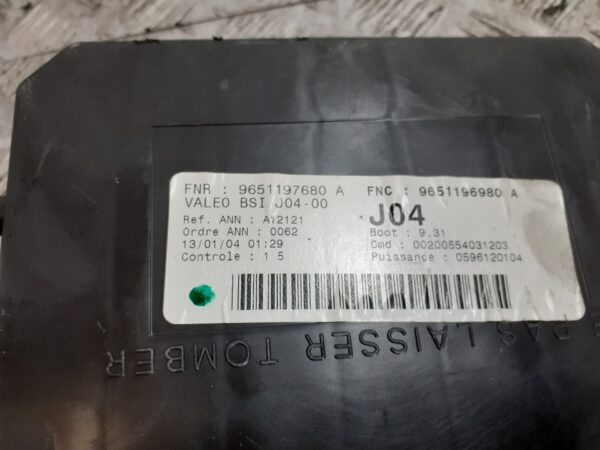 FNR : 9651197680 A FNC : 9651196980 A
VALEO BSI J04-00 J04
Ref. ANN : A12121 Boot : 9.31
Ordre ANN : 0062 Cmd : 00200554031203
13/01/04 01:29 Puissance : 0596120104
Controle : 1 5
PAS LAISSER TOMBER